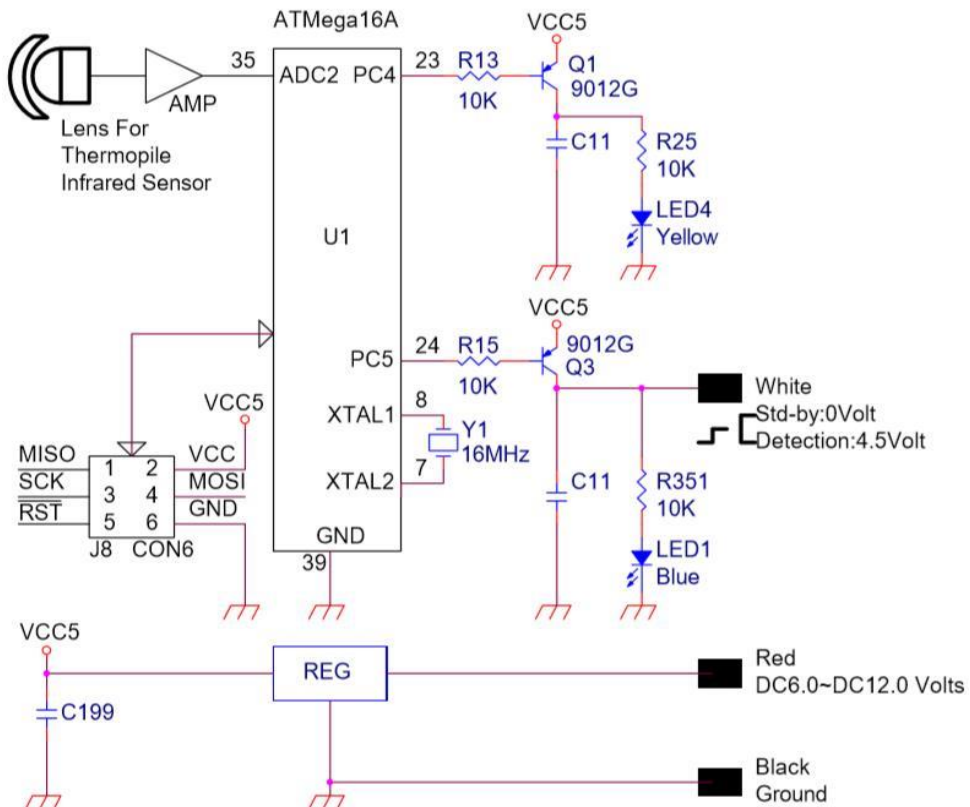 ATMega16A
VCC5
35
ADC2
PC4
23
R13
10K
Q1
9012G
AMP
Lens For
Thermopile
Infrared Sensor
C11
R25
10K
LED4
Yellow
U1
VCC5
PC5
24
R15
10K
9012G
Q3
White
Std-by:0Volt
Detection:4.5Volt
XTAL1
8
Y1
16MHz
XTAL2
7
VCC5
MISO
1
2
VCC
SCK
3
4
MOSI
RST
5
6
GND
J8
CON6
GND
39
C11
R351
10K
LED1
Blue
VCC5
REG
Red
DC6.0~DC12.0 Volts
C199
Black
Ground